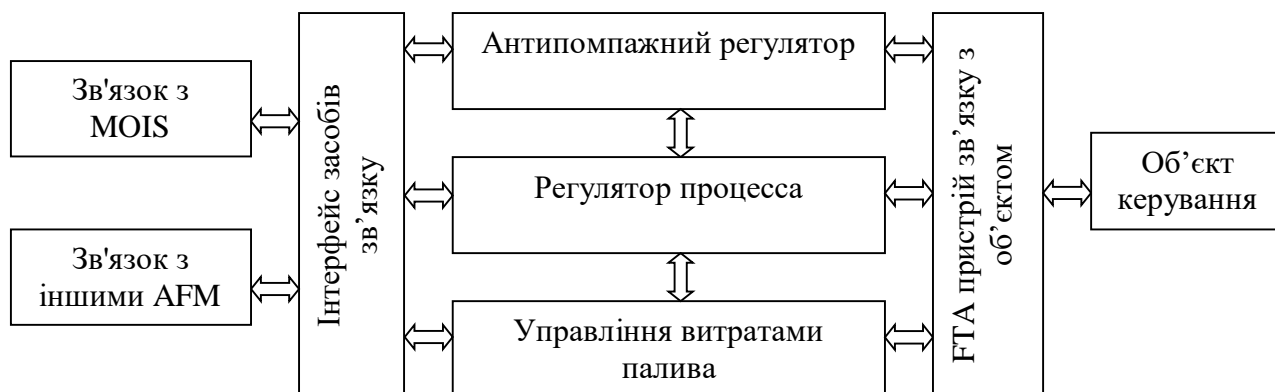 Зв'язок з
MOIS
Зв'язок з
іншими AFM
Інтерфейс засобів
зв’язку
Антипомпажний регулятор
Регулятор процесса
Управління витратами
палива
FTA пристрій зв’язку з
об’єктом
Об’єкт
керування